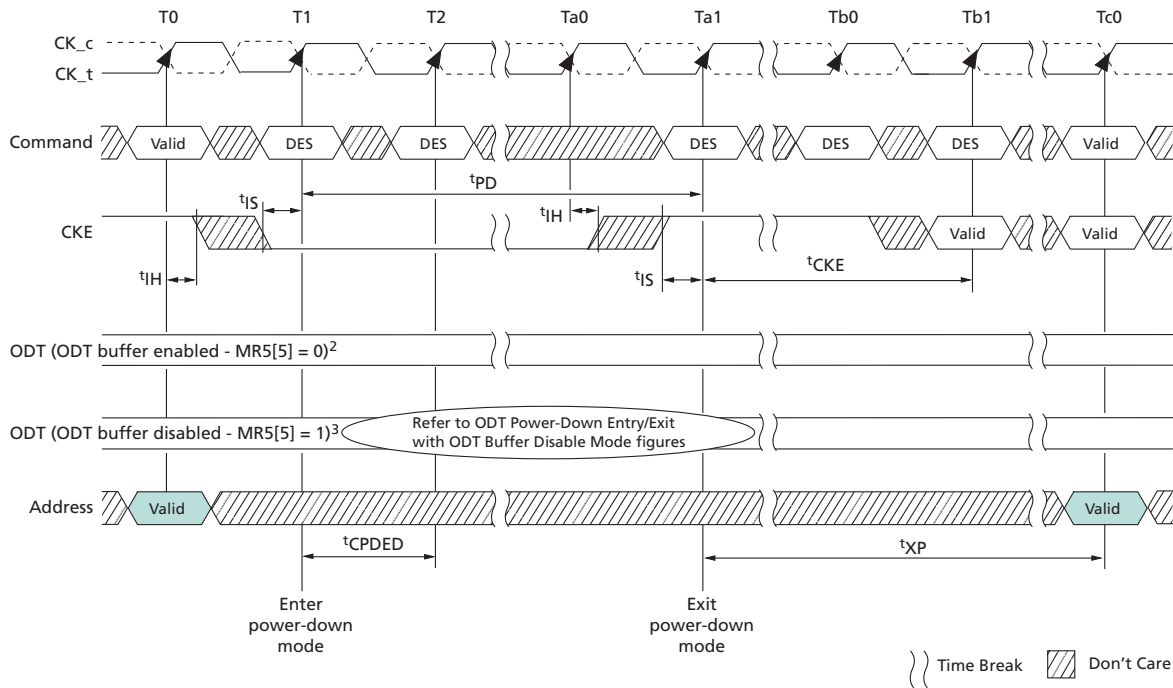 T0 T1 T2 Ta0 Ta1 Tb0 Tb1 Tc0
CK_c
CK_t
Command Valid DES DES DES DES DES Valid
tPD
tIS
tIH
CKE Valid Valid
tIH
tIS
tCKE
ODT (ODT buffer enabled - MR5[5] = 0)2
ODT (ODT buffer disabled - MR5[5] = 1)3
Refer to ODT Power-Down Entry/Exit
with ODT Buffer Disable Mode figures
Address Valid Valid
tCPDED
tXP
Enter
power-down
mode
Exit
power-down
mode
Time Break
Don't Care